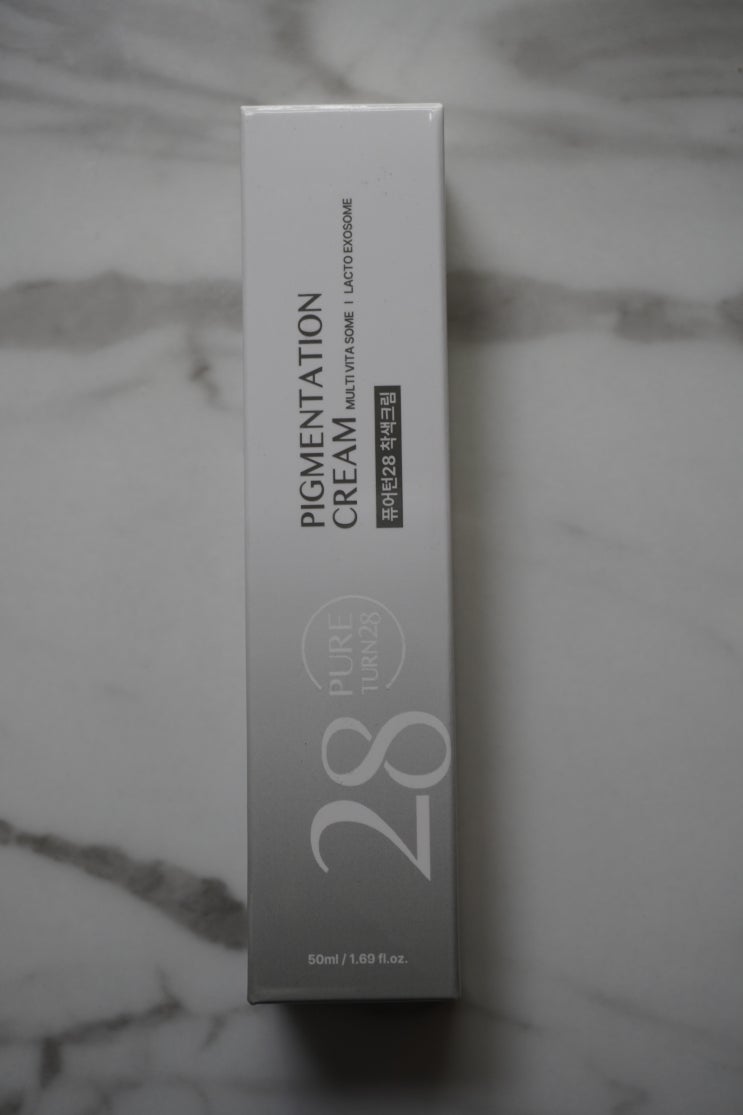 PIGMENTATION
CREAM MULTI VITA SOME | LACTO EXOSOME
퓨어턴28 착색크림
PURE
TURN28
28
50ml / 1.69 fl.oz.